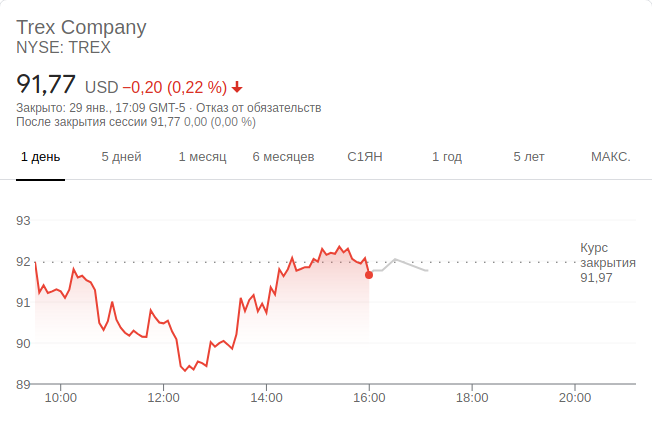 Trex Company
NYSE: TREX
91,77 USD −0,20 (0,22 %)
Закрыто: 29 янв., 17:09 GMT-5 · Отказ от обязательств
После закрытия сессии 91,77 0,00 (0,00 %)
1 день 5 дней 1 месяц 6 месяцев С1ЯН 1 год 5 лет МАКС.
93
92
91
90
89
Курс
закрытия
91,97
10:00 12:00 14:00 16:00 18:00 20:00